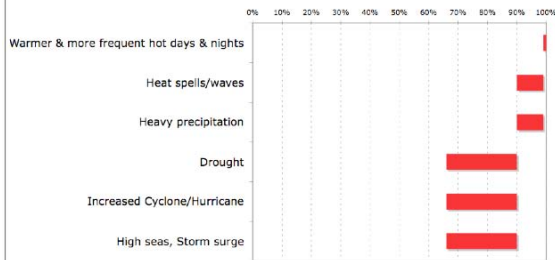 0% 10% 20% 30% 40% 50% 60% 70% 80% 90% 100%
Warmer & more frequent hot days & nights
Heat spells/waves
Heavy precipitation
Drought
Increased Cyclone/Hurricane
High seas, Storm surge